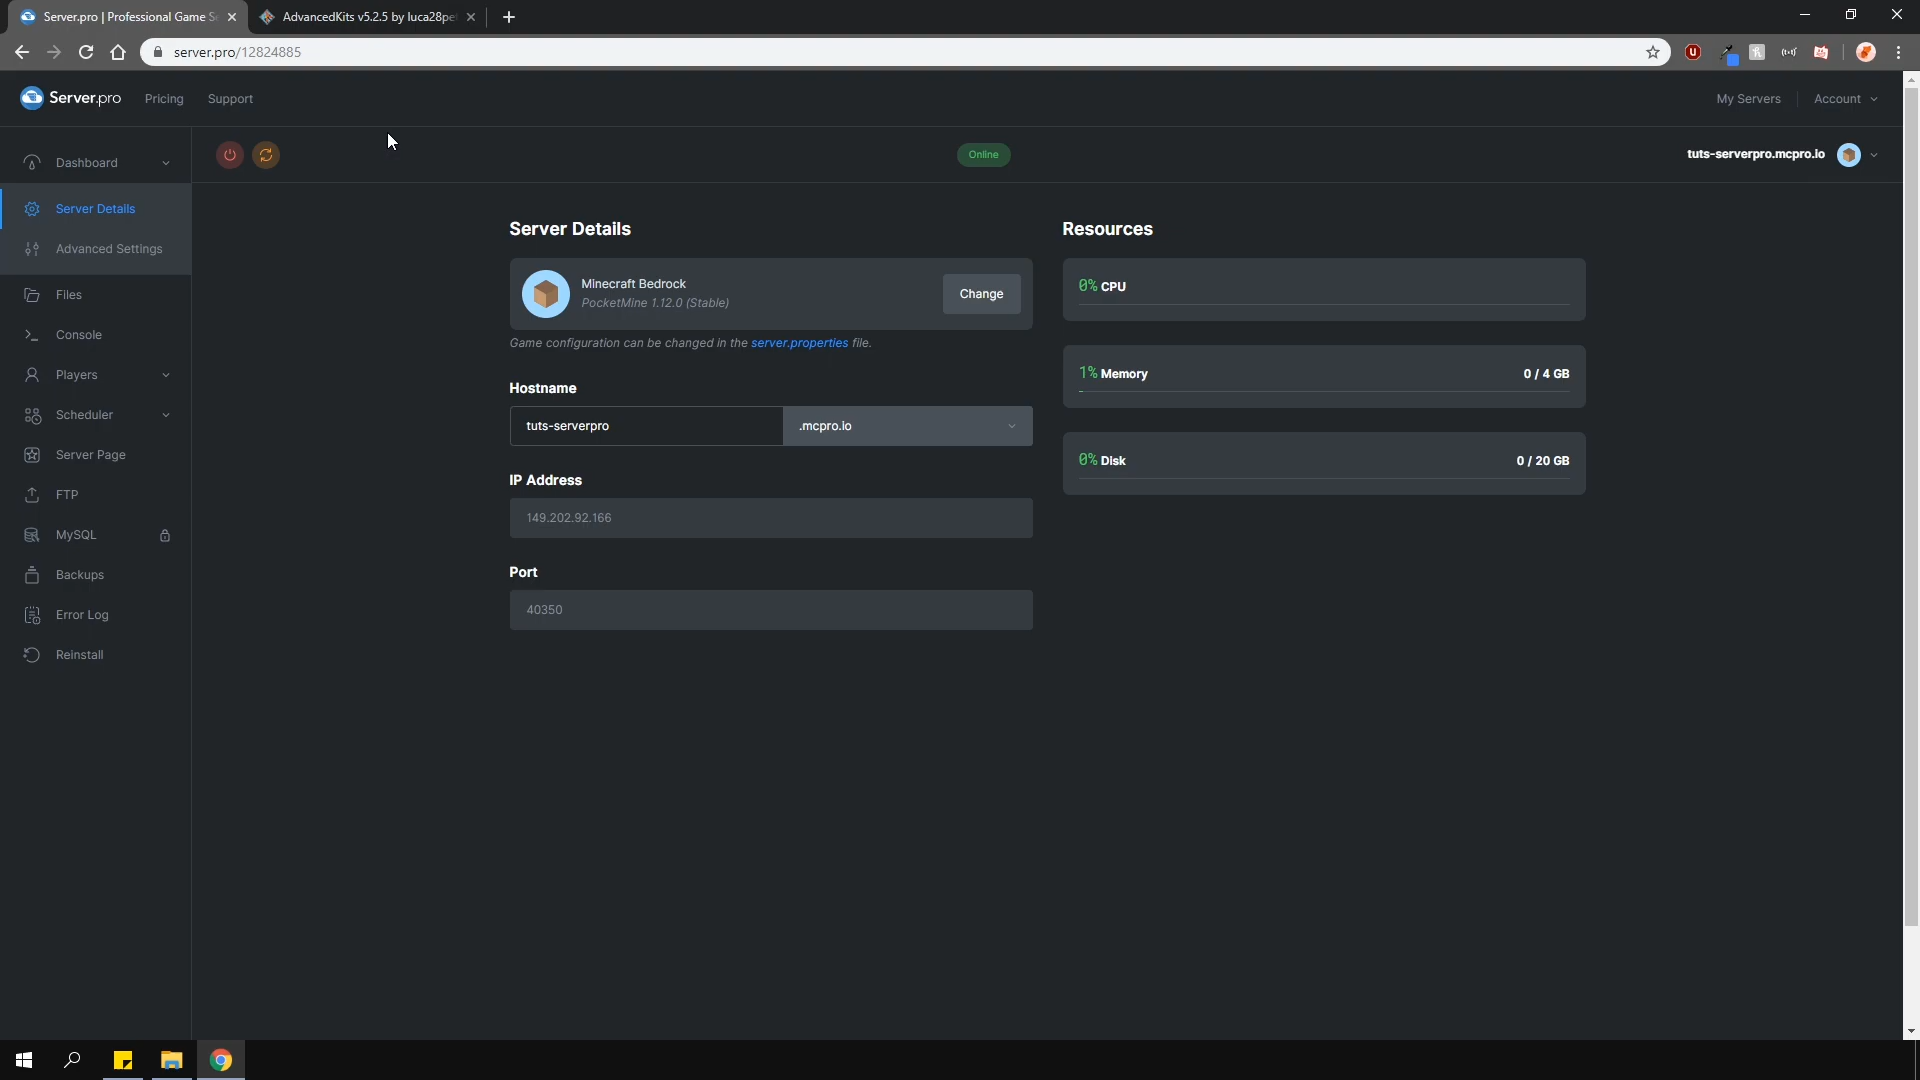 Server.pro | Professional Game S
AdvancedKits v5.2.5 by luca28pe
server.pro/12824885
Server.pro
Pricing
Support
My Servers
Account
Dashboard
Online
tuts-serverpro.mcpro.io
Server Details
Advanced Settings
Files
Console
Players
Scheduler
Server Page
FTP
MySQL
Backups
Error Log
Reinstall
Server Details
Minecraft Bedrock
PocketMine 1.12.0 (Stable)
Change
Game configuration can be changed in the server.properties file.
Hostname
tuts-serverpro
.mcpro.io
IP Address
149.202.92.166
Port
40350
Resources
0% CPU
1% Memory
0 / 4 GB
0% Disk
0 / 20 GB